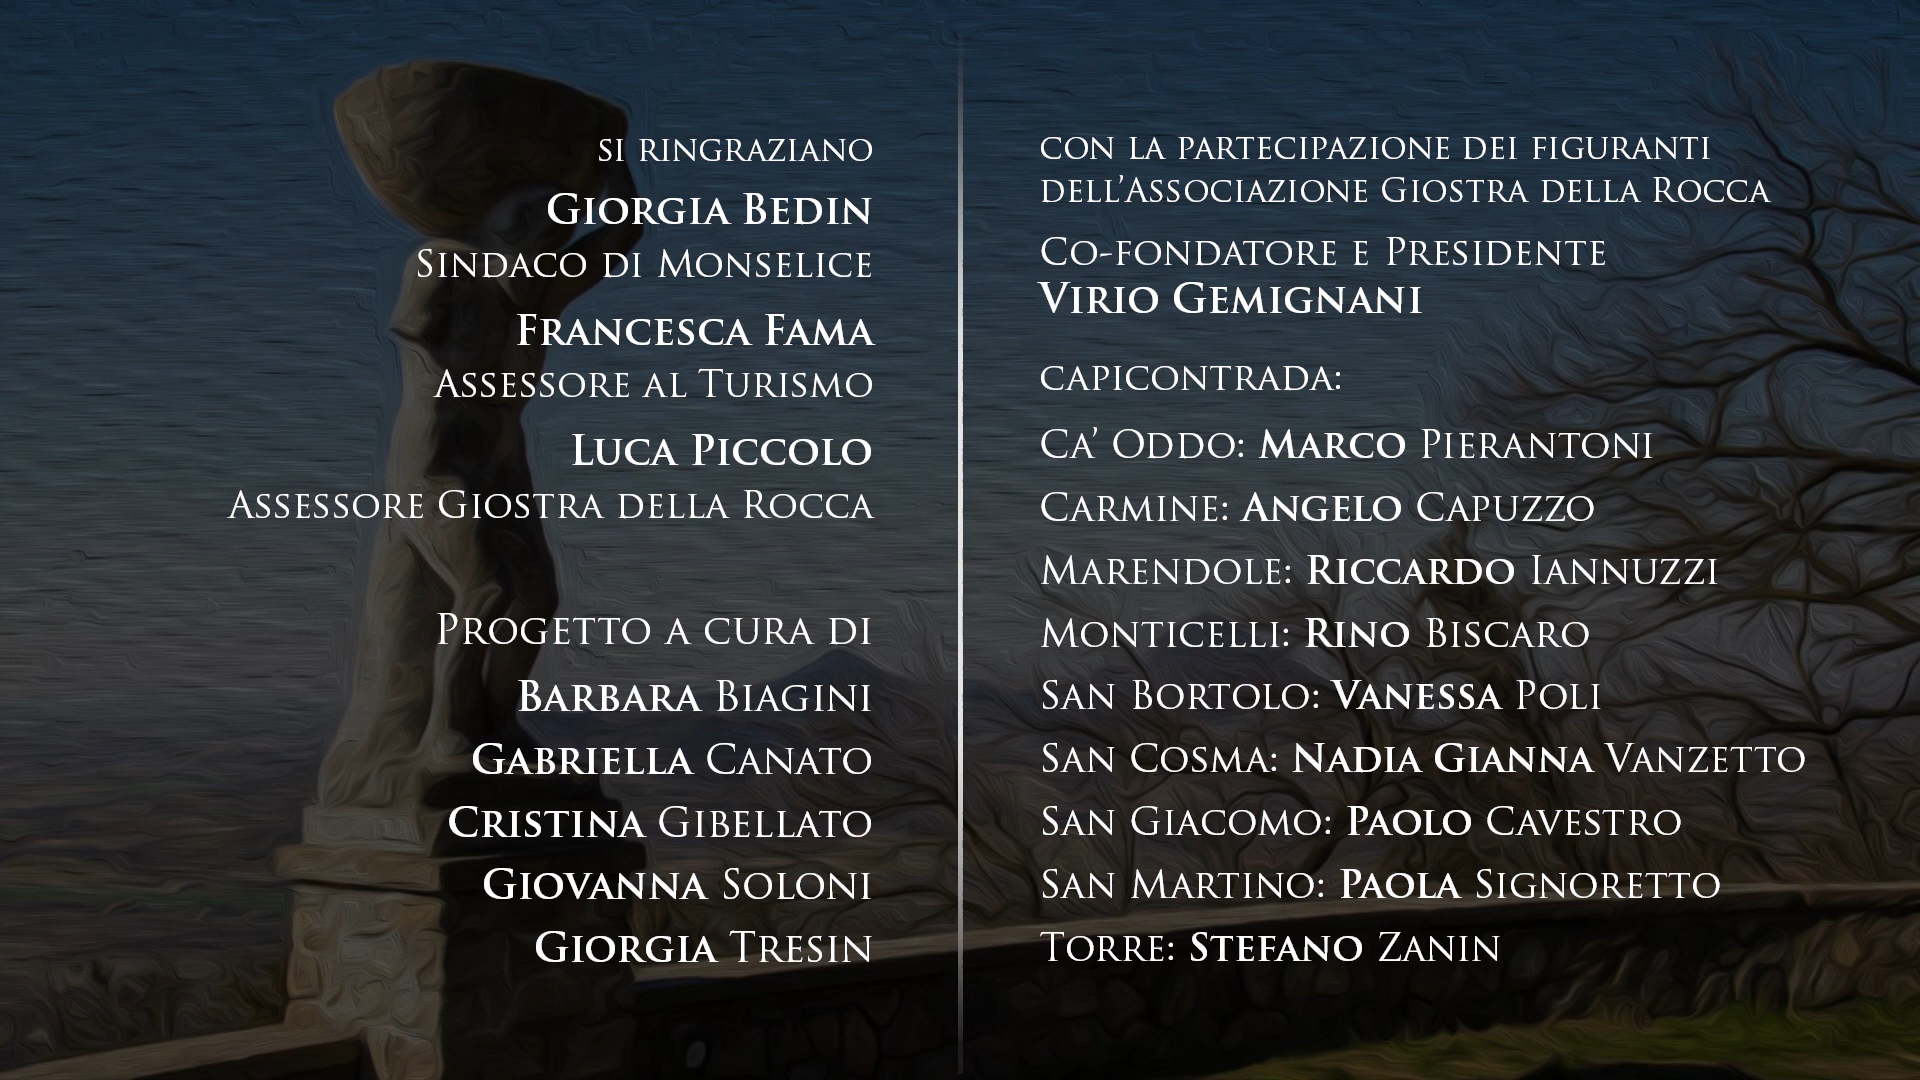 SI RINGRAZIANO
GIORGIA BEDIN
SINDACO DI MONSELICE
FRANCESCA FAMA
ASSESSORE AL TURISMO
LUCA PICCOLO
ASSESSORE GIOSTRA DELLA ROCCA
PROGETTO A CURA DI
BARBARA BIAGINI
GABRIELLA CANATO
CRISTINA GIBELLATO
GIOVANNA SOLONI
GIORGIA TRESIN
CON LA PARTECIPAZIONE DEI FIGURANTI
DELL'ASSOCIAZIONE GIOSTRA DELLA ROCCA
CO-FONDATORE E PRESIDENTE
VIRIO GEMIGNANI
CAPICONTRADA:
CA' ODDO: MARCO PIERANTONI
CARMINE: ANGELO CAPUZZO
MARENDOLE: RICCARDO IANNUZZI
MONTICELLI: RINO BISCARO
SAN BORTOLO: VANESSA POLI
SAN COSMA: NADIA GIANNA VANZETTO
SAN GIACOMO: PAOLO CAVESTRO
SAN MARTINO: PAOLA SIGNORETTO
TORRE: STEFANO ZANIN